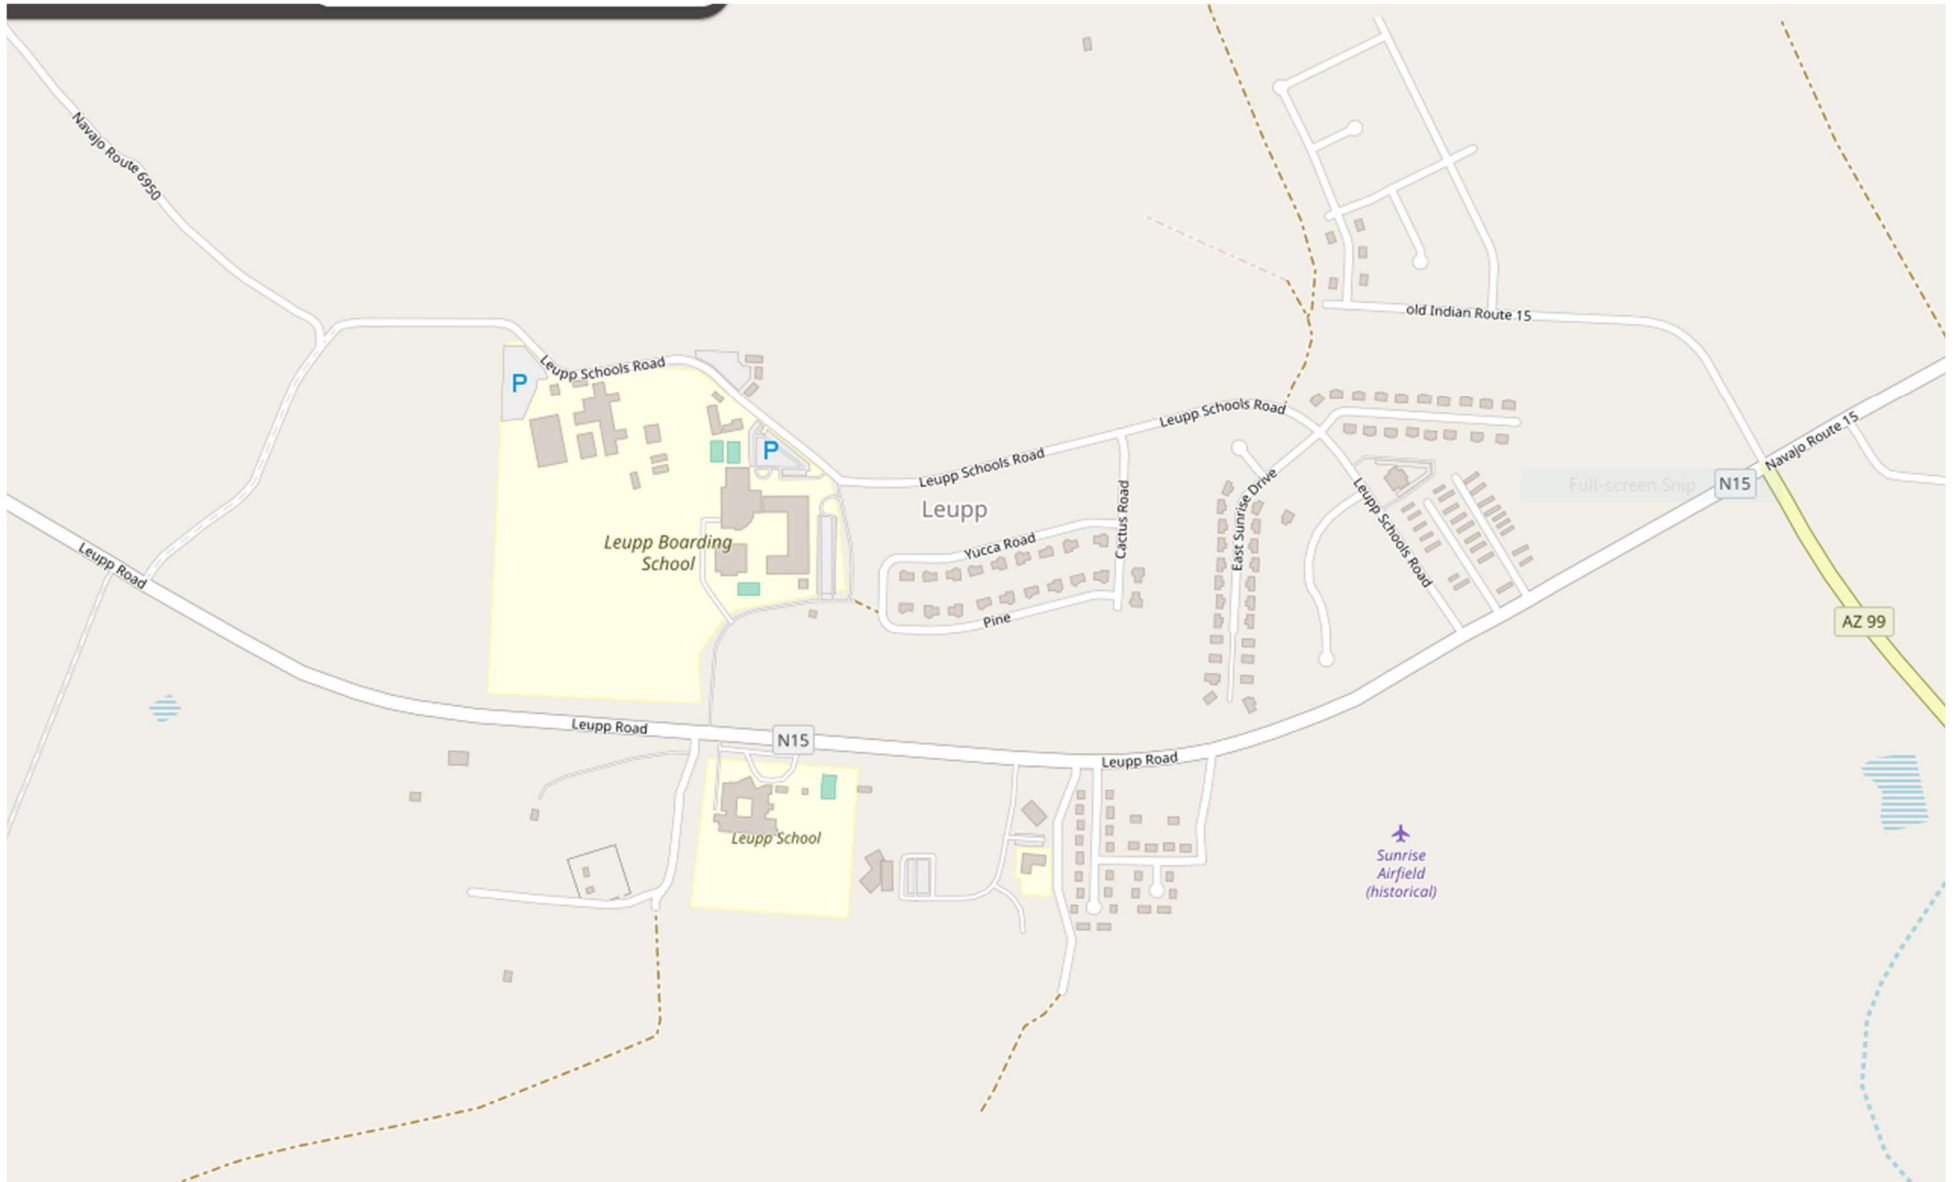 Navajo Route 6950
old Indian Route 15
Leupp Schools Road
P
Leupp Schools Road
Navajo Route 15
P
Leupp Schools Road
Full-screen Snip
N15
Leupp
East Sunrise Drive
Cactus Road
Leupp Schools Road
Yucca Road
Leupp Boarding
School
Leupp Road
Pine
AZ 99
Leupp Road
N15
Leupp Road
Leupp School
Sunrise
Airfield
(historical)